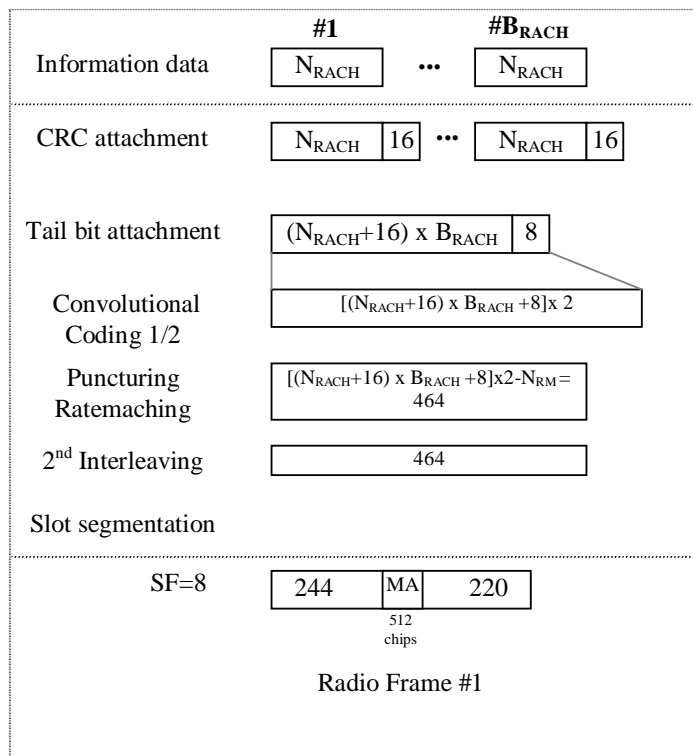 #1 #B_RACH
Information data N_RACH ... N_RACH
CRC attachment N_RACH 16 ... N_RACH 16
Tail bit attachment (N_RACH+16) x B_RACH 8
Convolutional
Coding 1/2
[(N_RACH+16) x B_RACH +8]x 2
Puncturing
Ratemaching
[(N_RACH+16) x B_RACH +8]x2-N_RM =
464
2nd Interleaving 464
Slot segmentation
SF=8 244 MA 220
512
chips
Radio Frame #1